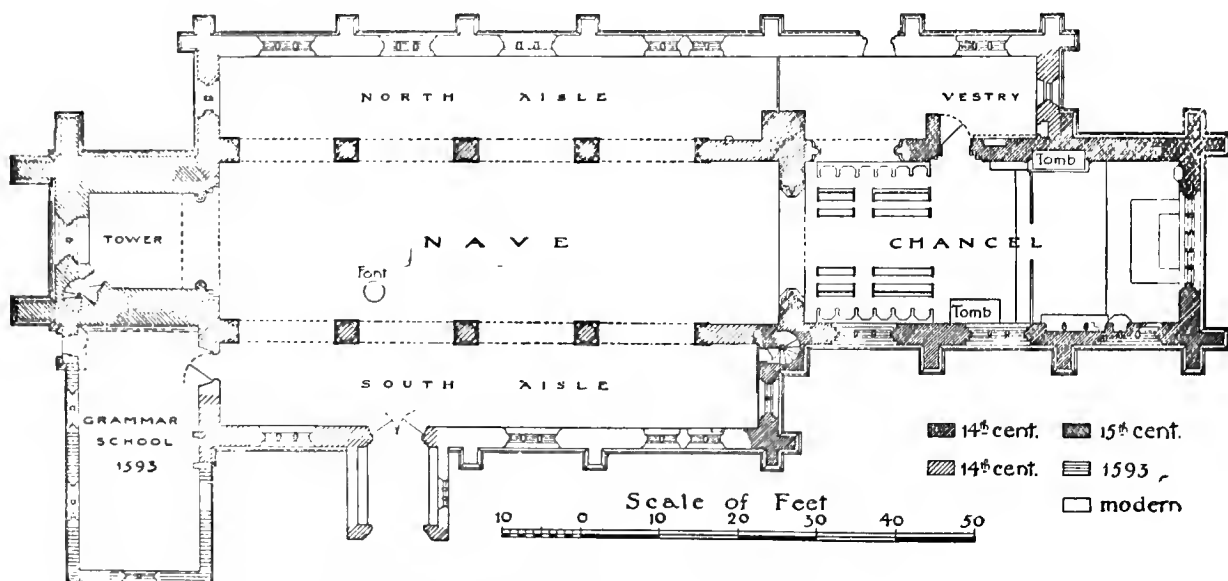 NORTH AISLE
VESTRY
Tomb
TOWER
NAVE
CHANCEL
Font
Tomb
SOUTH AISLE
GRAMMAR
SCHOOL
1593
14th cent.
15th cent.
14th cent.
1593
modern
Scale of Feet
10 0 10 20 30 40 50